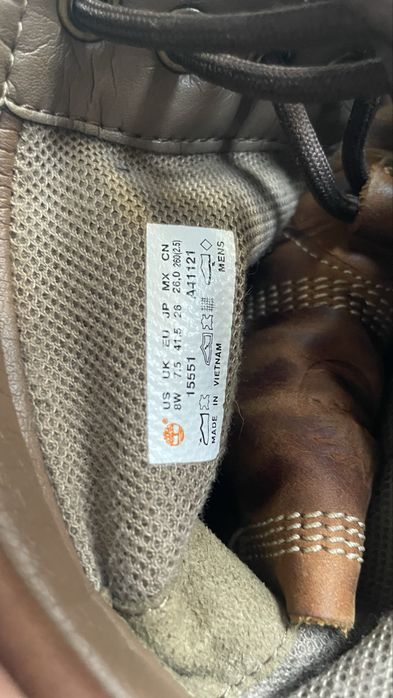 US UK EU JP MX CN
8W 7.5 41.5 26 26.0 260(2.5)
15551 A41121
MADE IN VIETNAM MENS